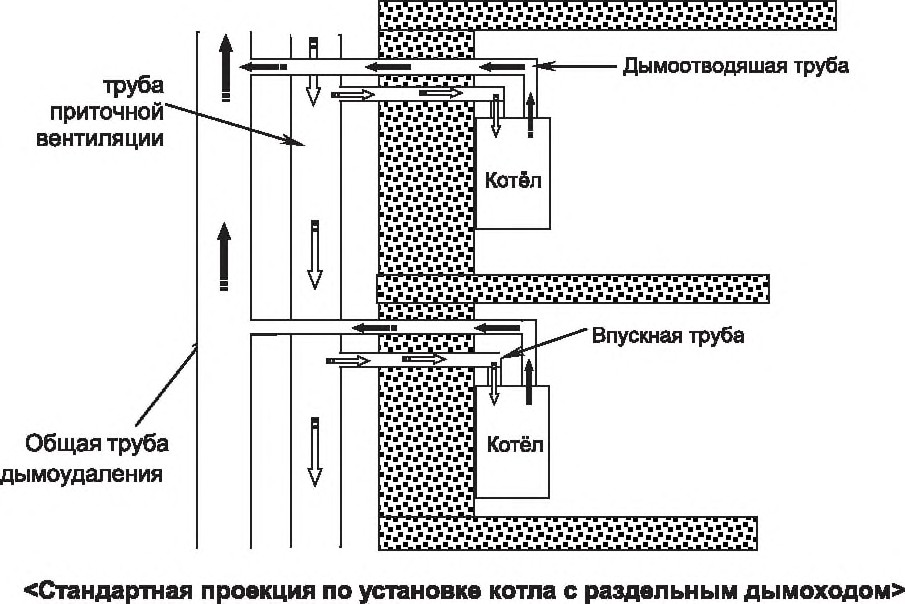 Дымоотводяшая труба
труба
приточной
вентиляции
Котёл
Впускная труба
Общая труба
дымоудаления
Котёл
<Стандартная проекция по установке котла с раздельным дымоходом>